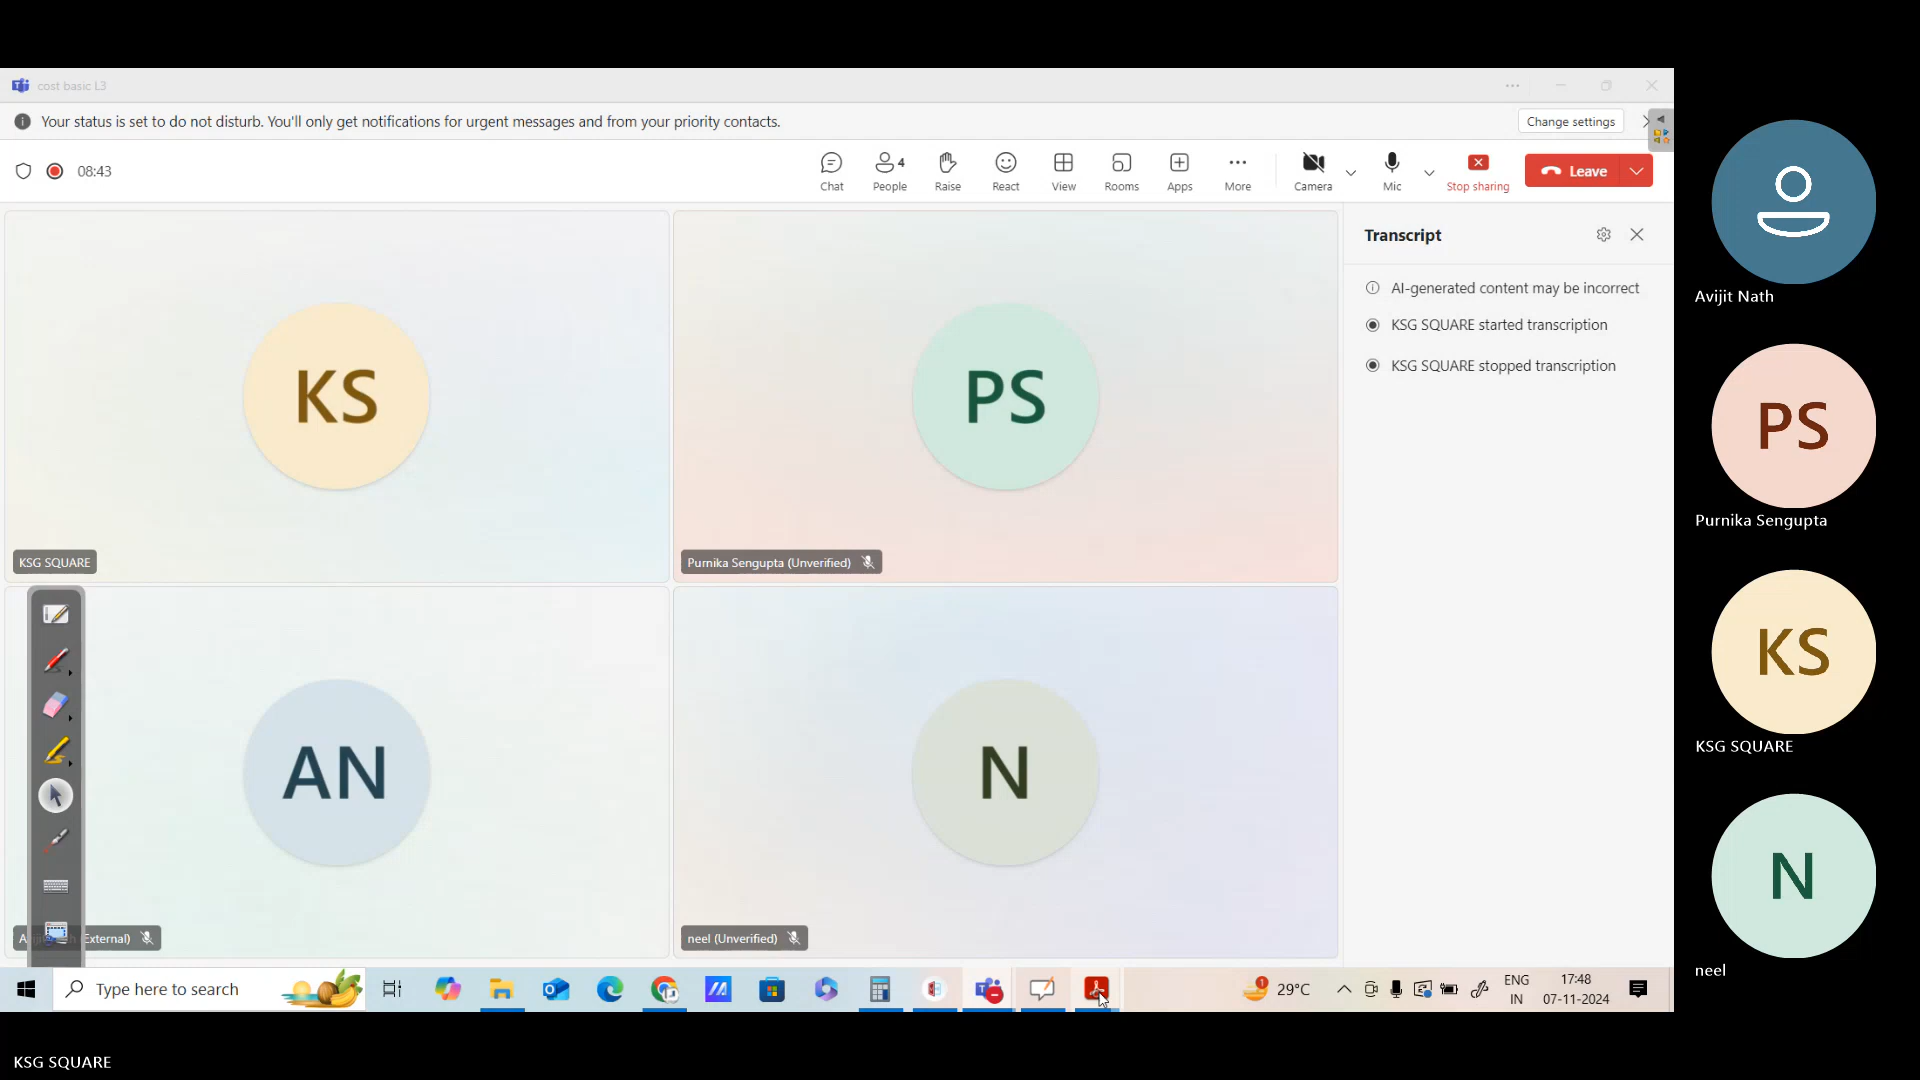 cost basic L3
Your status is set to do not disturb. You'll only get notifications for urgent messages and from your priority contacts.
Change settings
08:43
Chat
4
People
Raise
React
View
Rooms
Apps
More
Camera
Mic
Stop sharing
Leave
KS
KSG SQUARE
PS
Purnika Sengupta (Unverified)
AN
(External)
N
neel (Unverified)
Transcript
AI-generated content may be incorrect
KSG SQUARE started transcription
KSG SQUARE stopped transcription
Avijit Nath
PS
Purnika Sengupta
KS
KSG SQUARE
N
neel
Type here to search
1
29°C
ENG
IN
17:48
07-11-2024
KSG SQUARE